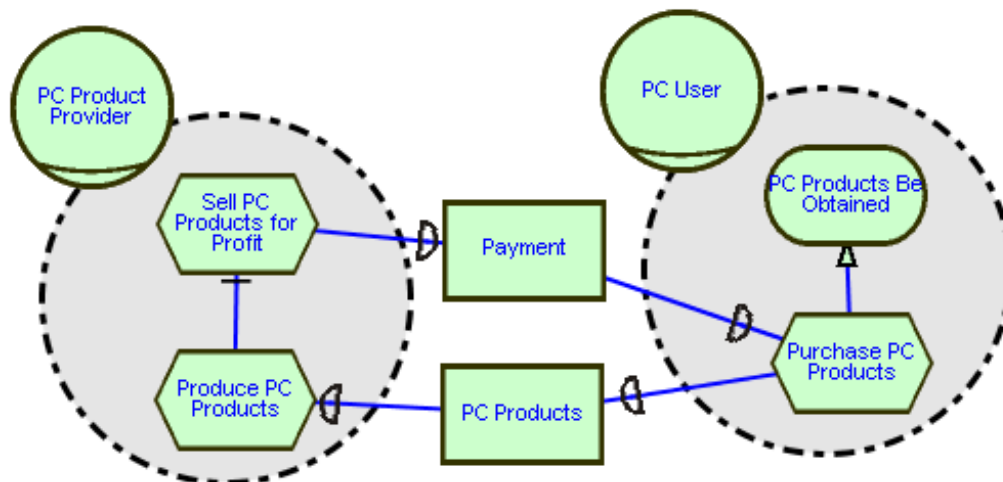 PC Product
Provider
PC User
Sell PC
Products for
Profit
Payment
PC Products Be
Obtained
Produce PC
Products
PC Products
Purchase PC
Products